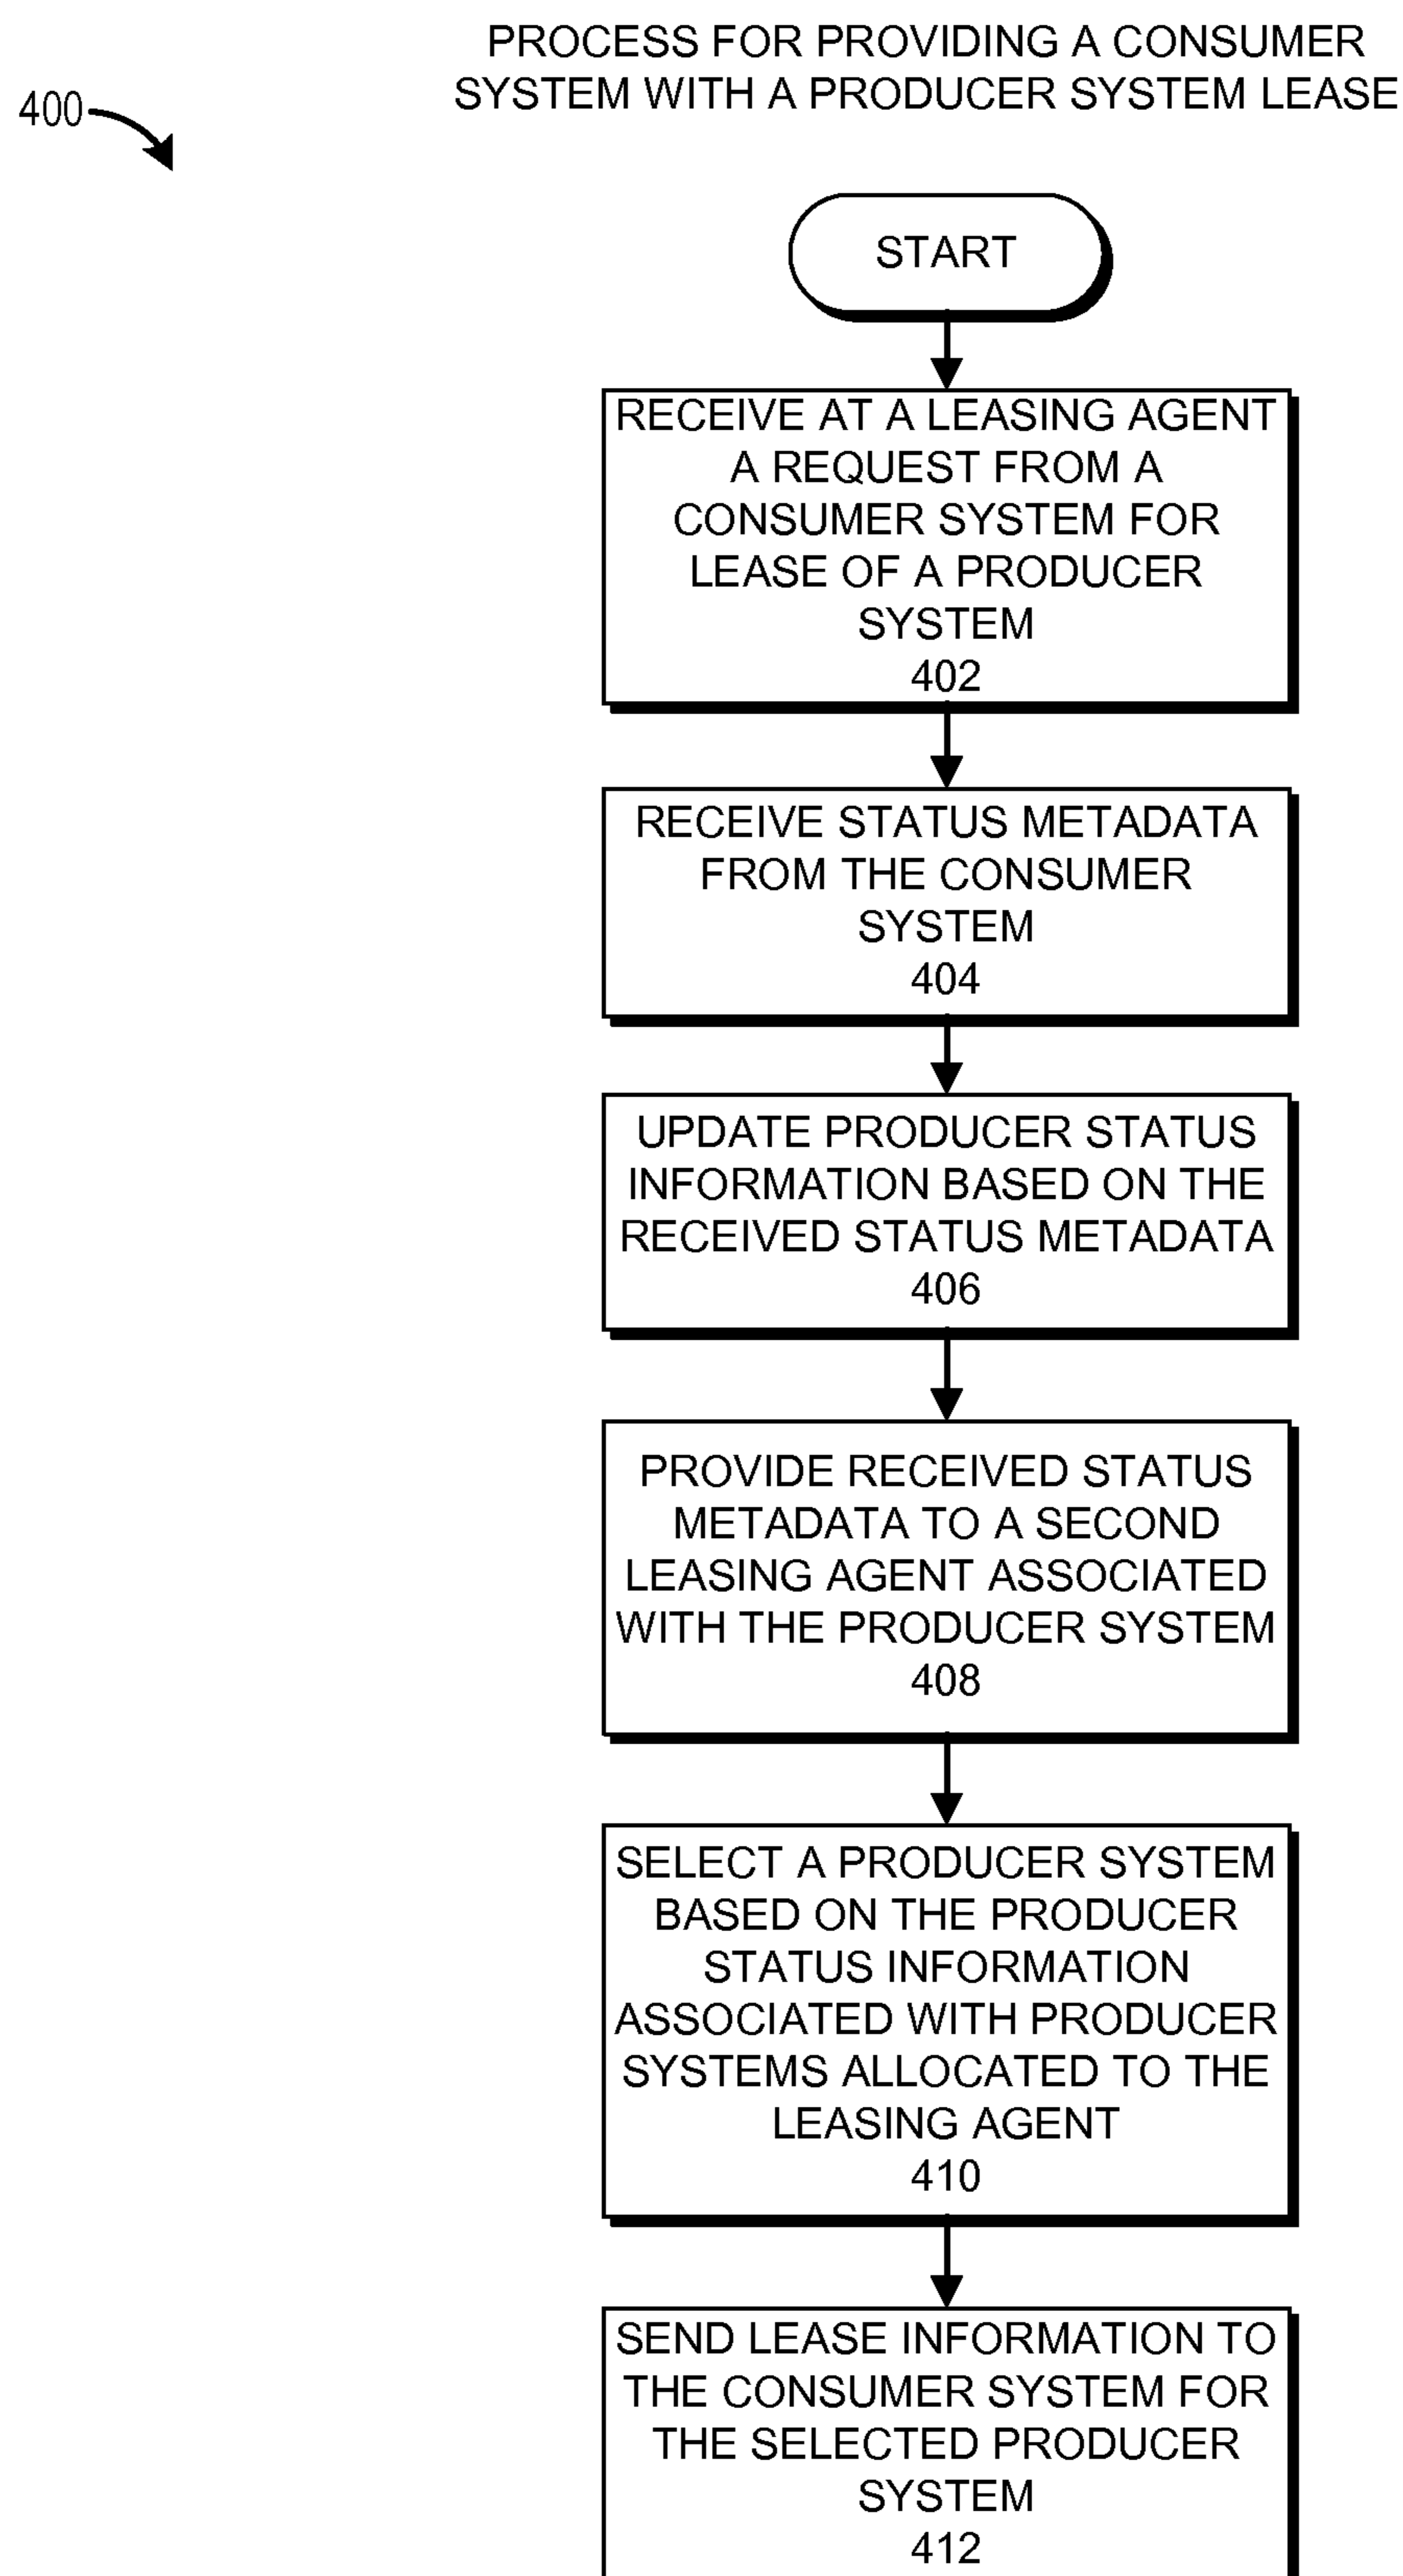 PROCESS FOR PROVIDING A CONSUMER
SYSTEM WITH A PRODUCER SYSTEM LEASE
400
START
RECEIVE AT A LEASING AGENT
A REQUEST FROM A
CONSUMER SYSTEM FOR
LEASE OF A PRODUCER
SYSTEM
402
RECEIVE STATUS METADATA
FROM THE CONSUMER
SYSTEM
404
UPDATE PRODUCER STATUS
INFORMATION BASED ON THE
RECEIVED STATUS METADATA
406
PROVIDE RECEIVED STATUS
METADATA TO A SECOND
LEASING AGENT ASSOCIATED
WITH THE PRODUCER SYSTEM
408
SELECT A PRODUCER SYSTEM
BASED ON THE PRODUCER
STATUS INFORMATION
ASSOCIATED WITH PRODUCER
SYSTEMS ALLOCATED TO THE
LEASING AGENT
410
SEND LEASE INFORMATION TO
THE CONSUMER SYSTEM FOR
THE SELECTED PRODUCER
SYSTEM
412